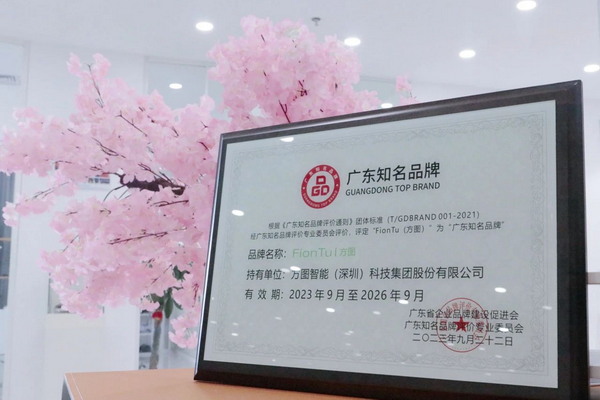 广东知名品牌
GUANGDONG TOP BRAND
GD
根据《广东知名品牌评价通则》团体标准（T/GDBRAND 001-2021）
经广东知名品牌评价专业委员会评价，评定“FionTu（方图）”为“广东知名品牌”
品牌名称：FionTu | 方图
持有单位：方图智能（深圳）科技集团股份有限公司
有 效 期：2023年9月至2026年9月
广东省企业品牌建设促进会
广东知名品牌评价专业委员会
二〇二三年九月二十二日